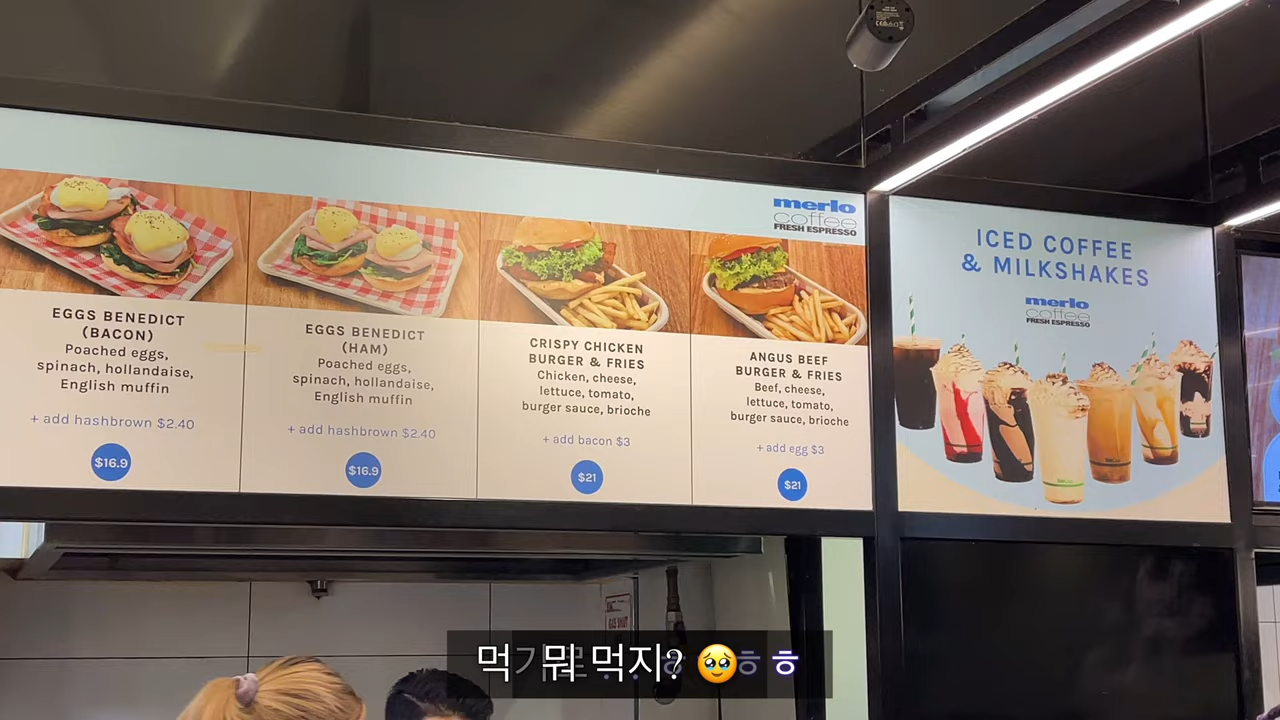 merlo
coffee
FRESH ESPRESSO
EGGS BENEDICT
(BACON)
Poached eggs,
spinach, hollandaise,
English muffin
+ add hashbrown $2.40
$16.9
EGGS BENEDICT
(HAM)
Poached eggs,
spinach, hollandaise,
English muffin
+ add hashbrown $2.40
$16.9
CRISPY CHICKEN
BURGER & FRIES
Chicken, cheese,
lettuce, tomato,
burger sauce, brioche
+ add bacon $3
$21
ANGUS BEEF
BURGER & FRIES
Beef, cheese,
lettuce, tomato,
burger sauce, brioche
+ add egg $3
$21
ICED COFFEE
& MILKSHAKES
merlo
coffee
FRESH ESPRESSO
뭐 먹지? 🥹